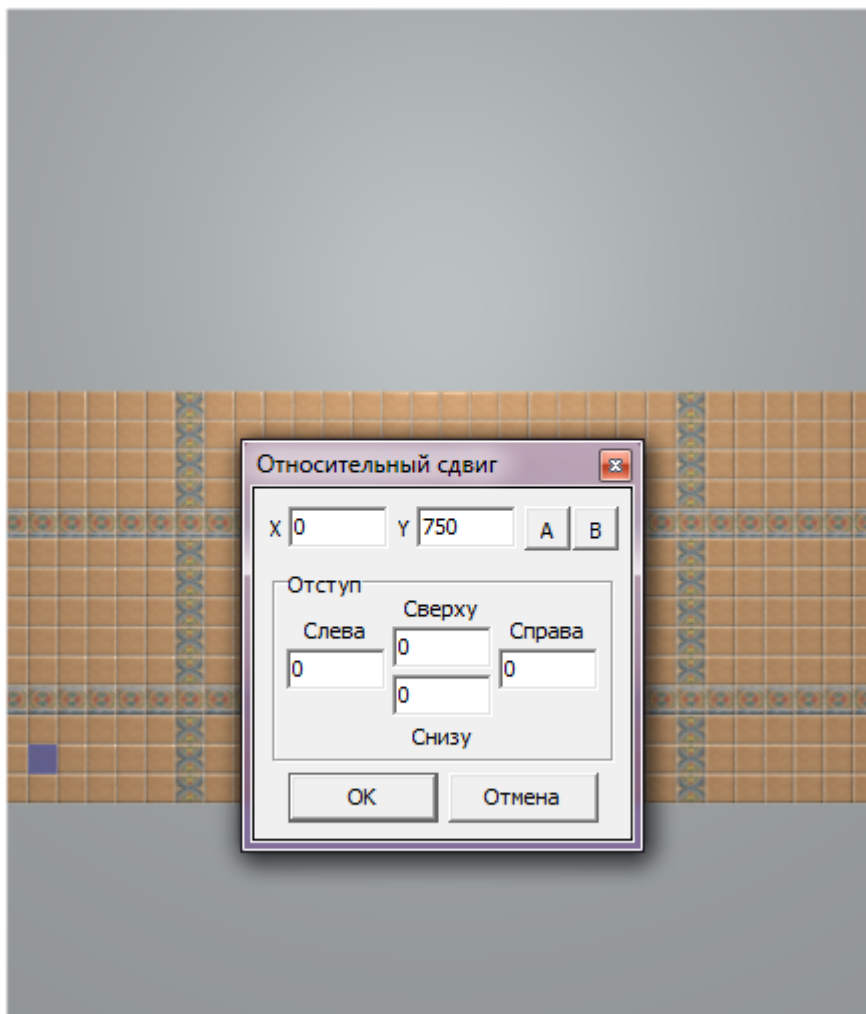 Относительный сдвиг
X 0 Y 750 A B
Отступ
Сверху
Слева 0 Справа
0 0 0
Снизу
OK Отмена